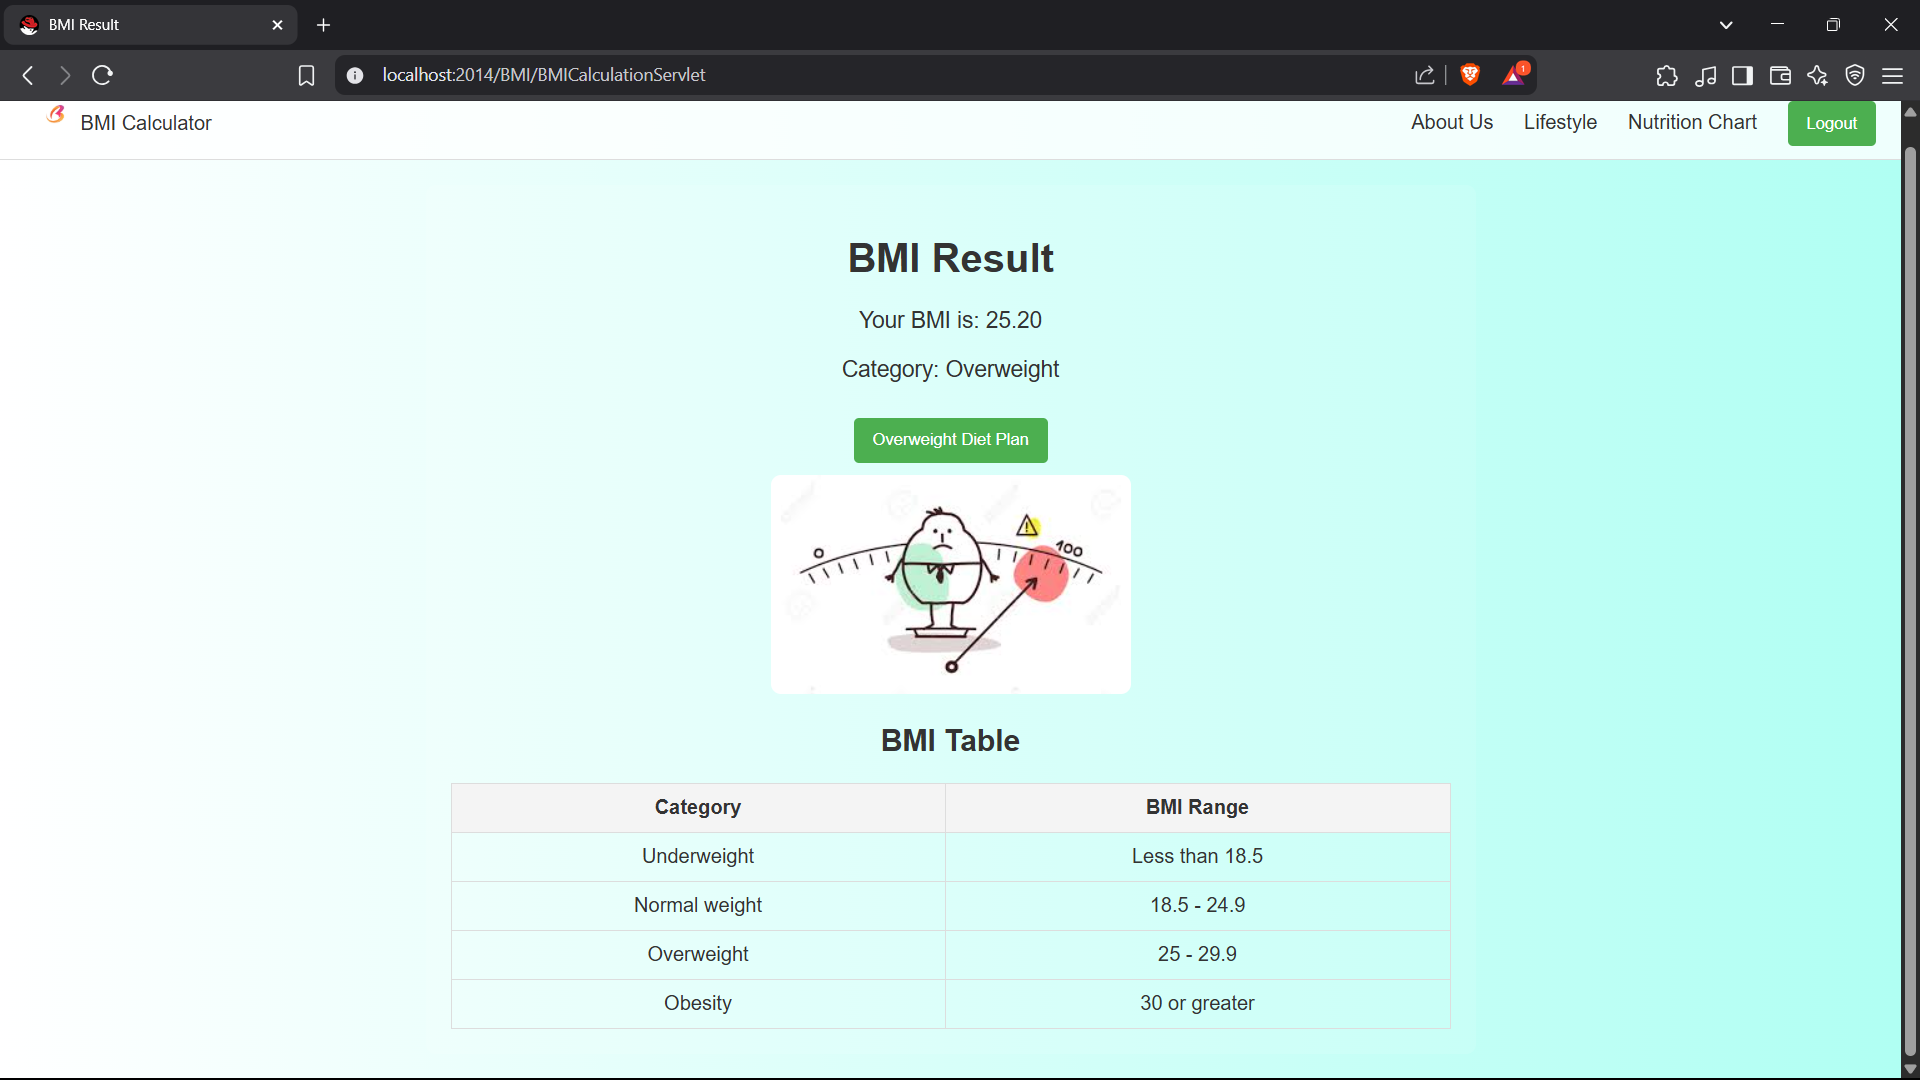 BMI Result
localhost:2014/BMI/BMICalculationServlet
1
BMI Calculator
About Us Lifestyle Nutrition Chart Logout
BMI Result
Your BMI is: 25.20
Category: Overweight
Overweight Diet Plan
0
100
BMI Table
Category BMI Range
Underweight Less than 18.5
Normal weight 18.5 - 24.9
Overweight 25 - 29.9
Obesity 30 or greater